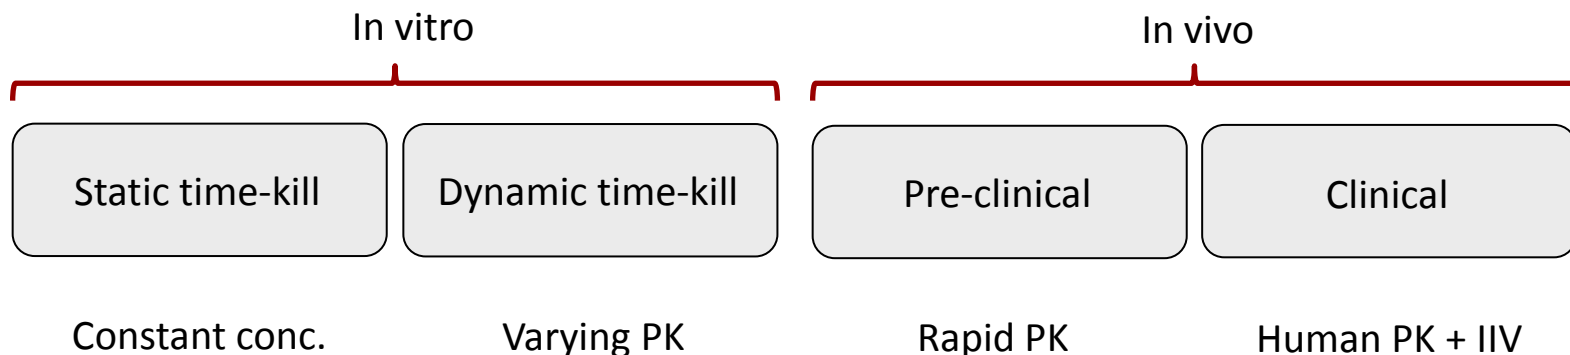 In vitro
In vivo
Static time-kill
Dynamic time-kill
Pre-clinical
Clinical
Constant conc.
Varying PK
Rapid PK
Human PK + IIV